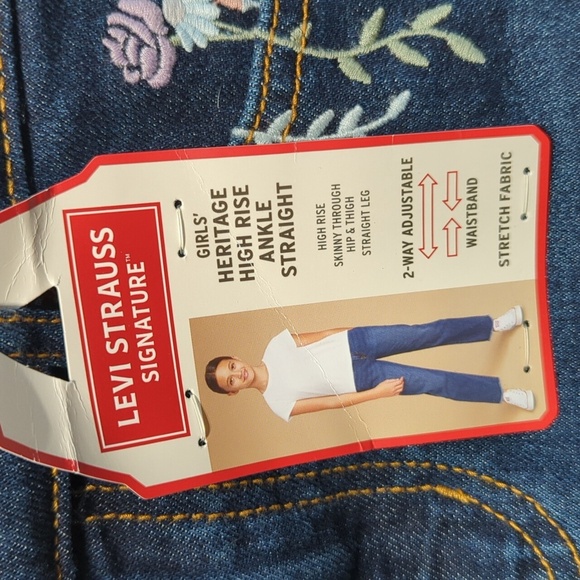 LEVI STRAUSS
SIGNATURE™
GIRLS'
HERITAGE
HIGH RISE
ANKLE
STRAIGHT
HIGH RISE
SKINNY THROUGH
HIP & THIGH
STRAIGHT LEG
2-WAY ADJUSTABLE
WAISTBAND
STRETCH FABRIC